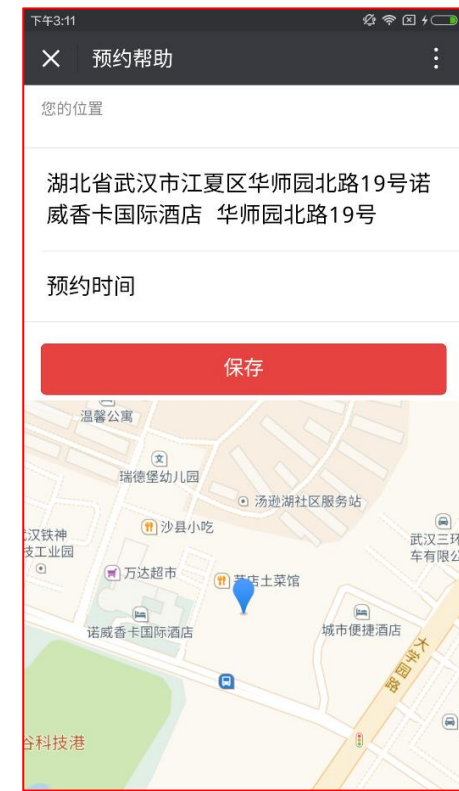 下午3:11
预约帮助
您的位置
湖北省武汉市江夏区华师园北路19号诺
威香卡国际酒店 华师园北路19号
预约时间
保存
温馨公寓
文
瑞德堡幼儿园
汤逊湖社区服务站
汉铁神
技工业园
沙县小吃
武汉三环
车有限公
万达超市
店土菜馆
诺威香卡国际酒店
城市便捷酒店
大学园路
谷科技港